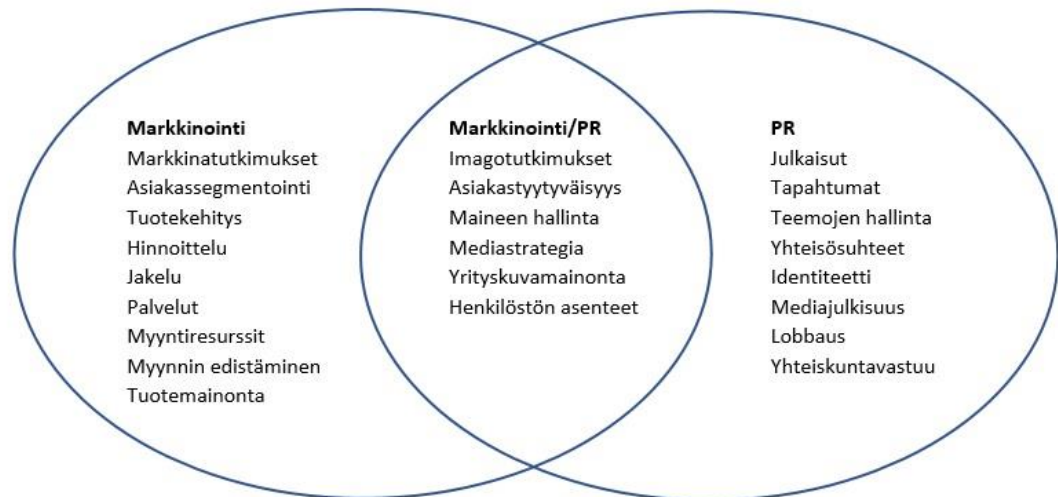 Markkinointi
Markkinatutkimukset
Asiakassegmentointi
Tuotekehitys
Hinnoittelu
Jakelu
Palvelut
Myyntiresurssit
Myynnin edistäminen
Tuotemainonta
Markkinointi/PR
Imagotutkimukset
Asiakastyytyväisyys
Maineen hallinta
Mediastrategia
Yrityskuvamainonta
Henkilöstön asenteet
PR
Julkaisut
Tapahtumat
Teemojen hallinta
Yhteisösuhteet
Identiteetti
Mediajulkisuus
Lobbaus
Yhteiskuntavastuu